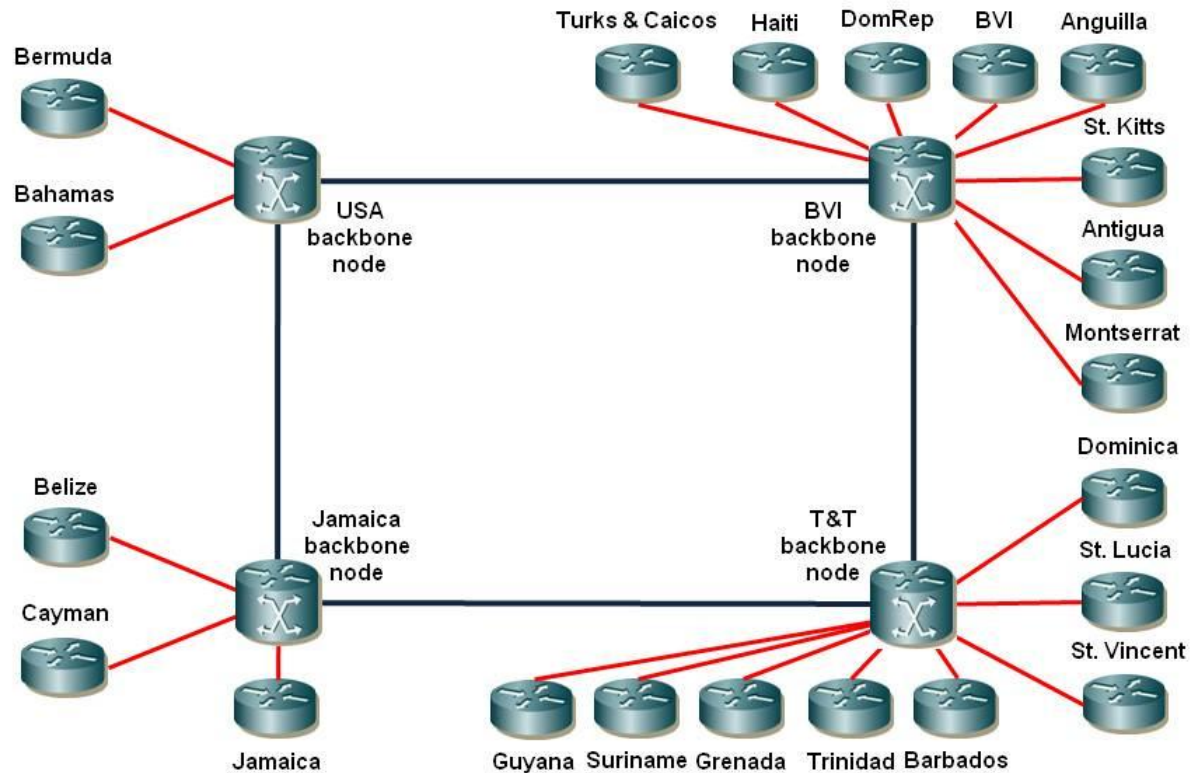 Turks & Caicos
Haiti
DomRep
BVI
Anguilla
Bermuda
St. Kitts
Bahamas
USA
backbone
node
BVI
backbone
node
Antigua
Montserrat
Dominica
Belize
Jamaica
backbone
node
T&T
backbone
node
St. Lucia
Cayman
St. Vincent
Jamaica
Guyana
Suriname
Grenada
Trinidad
Barbados